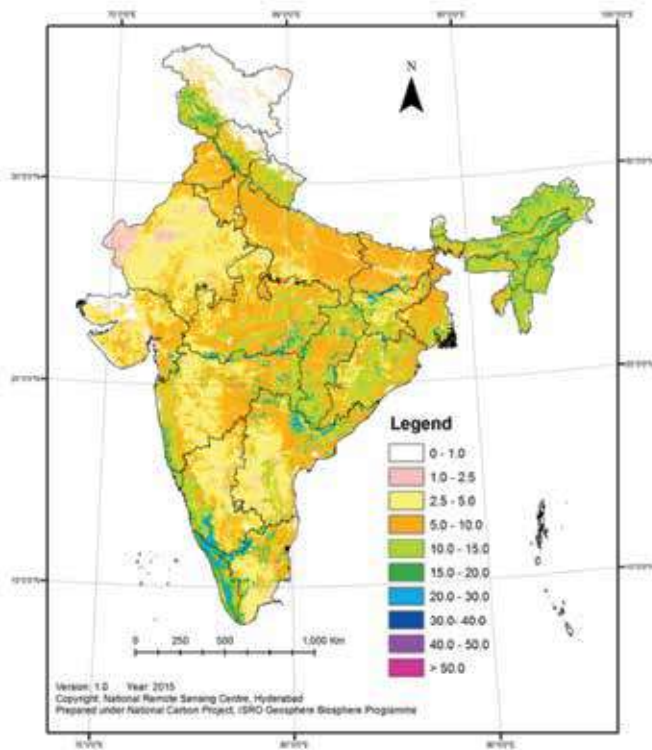 N
Legend
0 - 1.0
1.0 - 2.5
2.5 - 5.0
5.0 - 10.0
10.0 - 15.0
15.0 - 20.0
20.0 - 30.0
30.0 - 40.0
40.0 - 50.0
> 50.0
0 250 500 1,000 Km
Version: 1.0 Year: 2015
Copyright: National Remote Sensing Centre, Hyderabad
Prepared under National Carbon Project, ISRO Geosphere Biosphere Programme